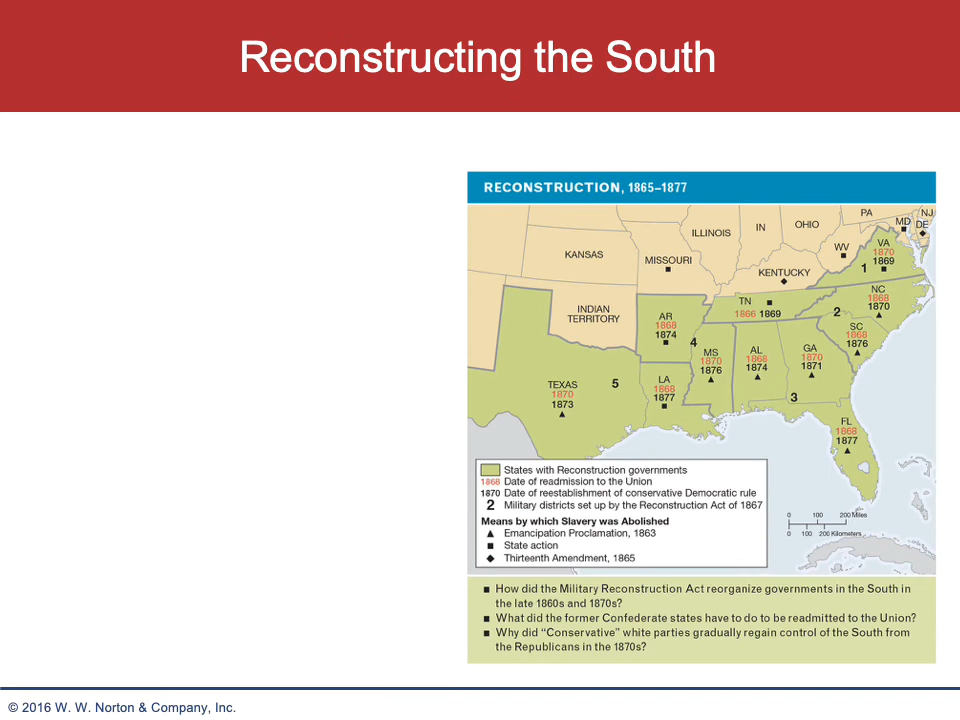 Reconstructing the South
RECONSTRUCTION, 1865–1877
PA
NJ
MD
DE
OHIO
IN
ILLINOIS
WV
VA
1870
1869
1
KANSAS
MISSOURI
KENTUCKY
NC
1868
1870
2
TN
1866 1869
INDIAN
TERRITORY
AR
1868
1874
4
SC
1868
1876
MS
1870
1876
AL
1868
1874
GA
1870
1871
3
TEXAS
1870
1873
5
LA
1868
1877
FL
1868
1877
States with Reconstruction governments
1868 Date of readmission to the Union
1870 Date of reestablishment of conservative Democratic rule
2 Military districts set up by the Reconstruction Act of 1867
Means by which Slavery was Abolished
▲ Emancipation Proclamation, 1863
■ State action
◆ Thirteenth Amendment, 1865
0 100 200 Miles
0 100 200 Kilometers
■ How did the Military Reconstruction Act reorganize governments in the South in
the late 1860s and 1870s?
■ What did the former Confederate states have to do to be readmitted to the Union?
■ Why did “Conservative” white parties gradually regain control of the South from
the Republicans in the 1870s?
© 2016 W. W. Norton & Company, Inc.